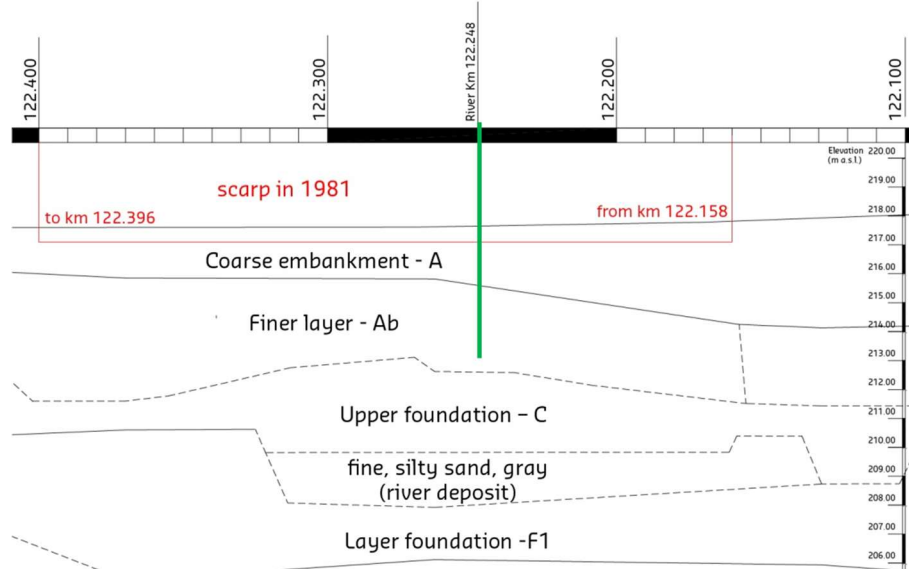 122.400
122.300
River Km 122.248
122.200
122.100
Elevation
(m a.s.l.)
220.00
219.00
scarp in 1981
to km 122.396
from km 122.158
218.00
217.00
Coarse embankment - A
216.00
215.00
Finer layer - Ab
214.00
213.00
212.00
Upper foundation – C
211.00
210.00
fine, silty sand, gray
(river deposit)
209.00
208.00
Layer foundation -F1
207.00
206.00